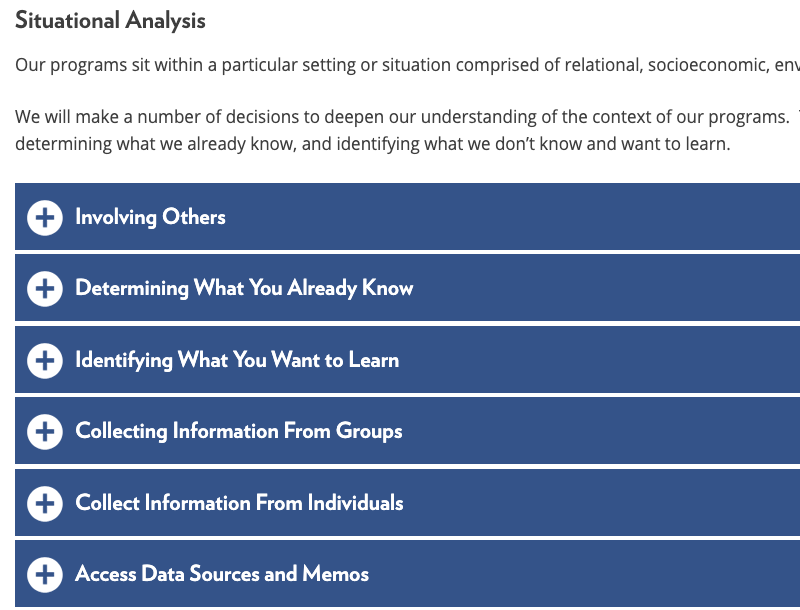 Situational Analysis
Our programs sit within a particular setting or situation comprised of relational, socioeconomic,
We will make a number of decisions to deepen our understanding of the context of our programs.
determining what we already know, and identifying what we don’t know and want to learn.
Involving Others
Determining What You Already Know
Identifying What You Want to Learn
Collecting Information From Groups
Collect Information From Individuals
Access Data Sources and Memos